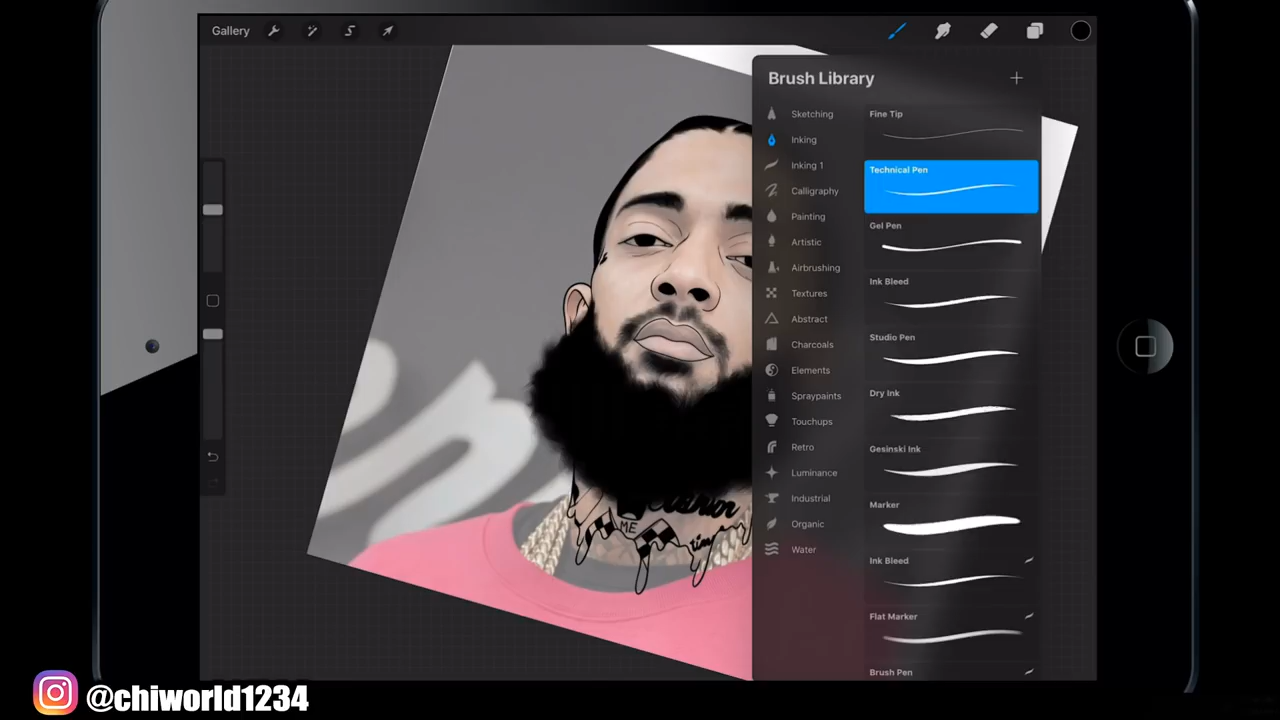 Gallery
Brush Library
Sketching
Inking
Inking 1
Calligraphy
Painting
Artistic
Airbrushing
Textures
Abstract
Charcoals
Elements
Spraypaints
Touchups
Retro
Luminance
Industrial
Organic
Water
Fine Tip
Technical Pen
Gel Pen
Ink Bleed
Studio Pen
Dry Ink
Gesinski Ink
Marker
Ink Bleed
Flat Marker
Brush Pen
ME
tim
@chiworld1234